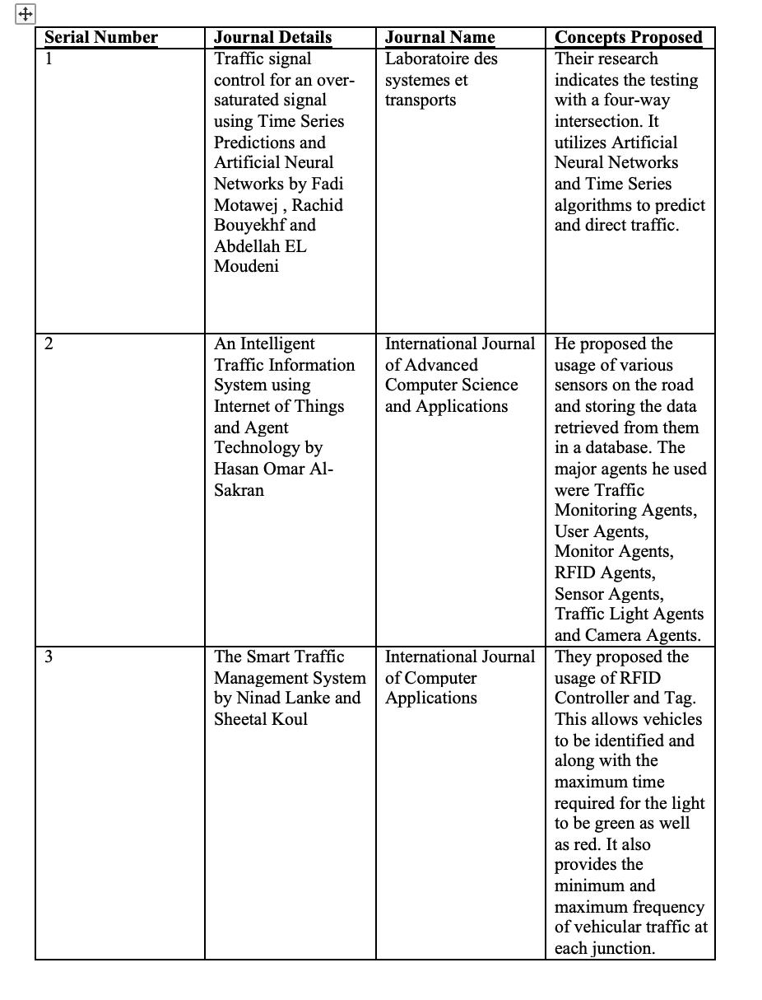 Serial Number
Journal Details
Journal Name
Concepts Proposed
1
Traffic signal
control for an over-
saturated signal
using Time Series
Predictions and
Artificial Neural
Networks by Fadi
Motawej , Rachid
Bouyekhf and
Abdellah EL
Moudeni
Laboratoire des
systemes et
transports
Their research
indicates the testing
with a four-way
intersection. It
utilizes Artificial
Neural Networks
and Time Series
algorithms to predict
and direct traffic.
2
An Intelligent
Traffic Information
System using
Internet of Things
and Agent
Technology by
Hasan Omar Al-
Sakran
International Journal
of Advanced
Computer Science
and Applications
He proposed the
usage of various
sensors on the road
and storing the data
retrieved from them
in a database. The
major agents he used
were Traffic
Monitoring Agents,
User Agents,
Monitor Agents,
RFID Agents,
Sensor Agents,
Traffic Light Agents
and Camera Agents.
3
The Smart Traffic
Management System
by Ninad Lanke and
Sheetal Koul
International Journal
of Computer
Applications
They proposed the
usage of RFID
Controller and Tag.
This allows vehicles
to be identified and
along with the
maximum time
required for the light
to be green as well
as red. It also
provides the
minimum and
maximum frequency
of vehicular traffic at
each junction.